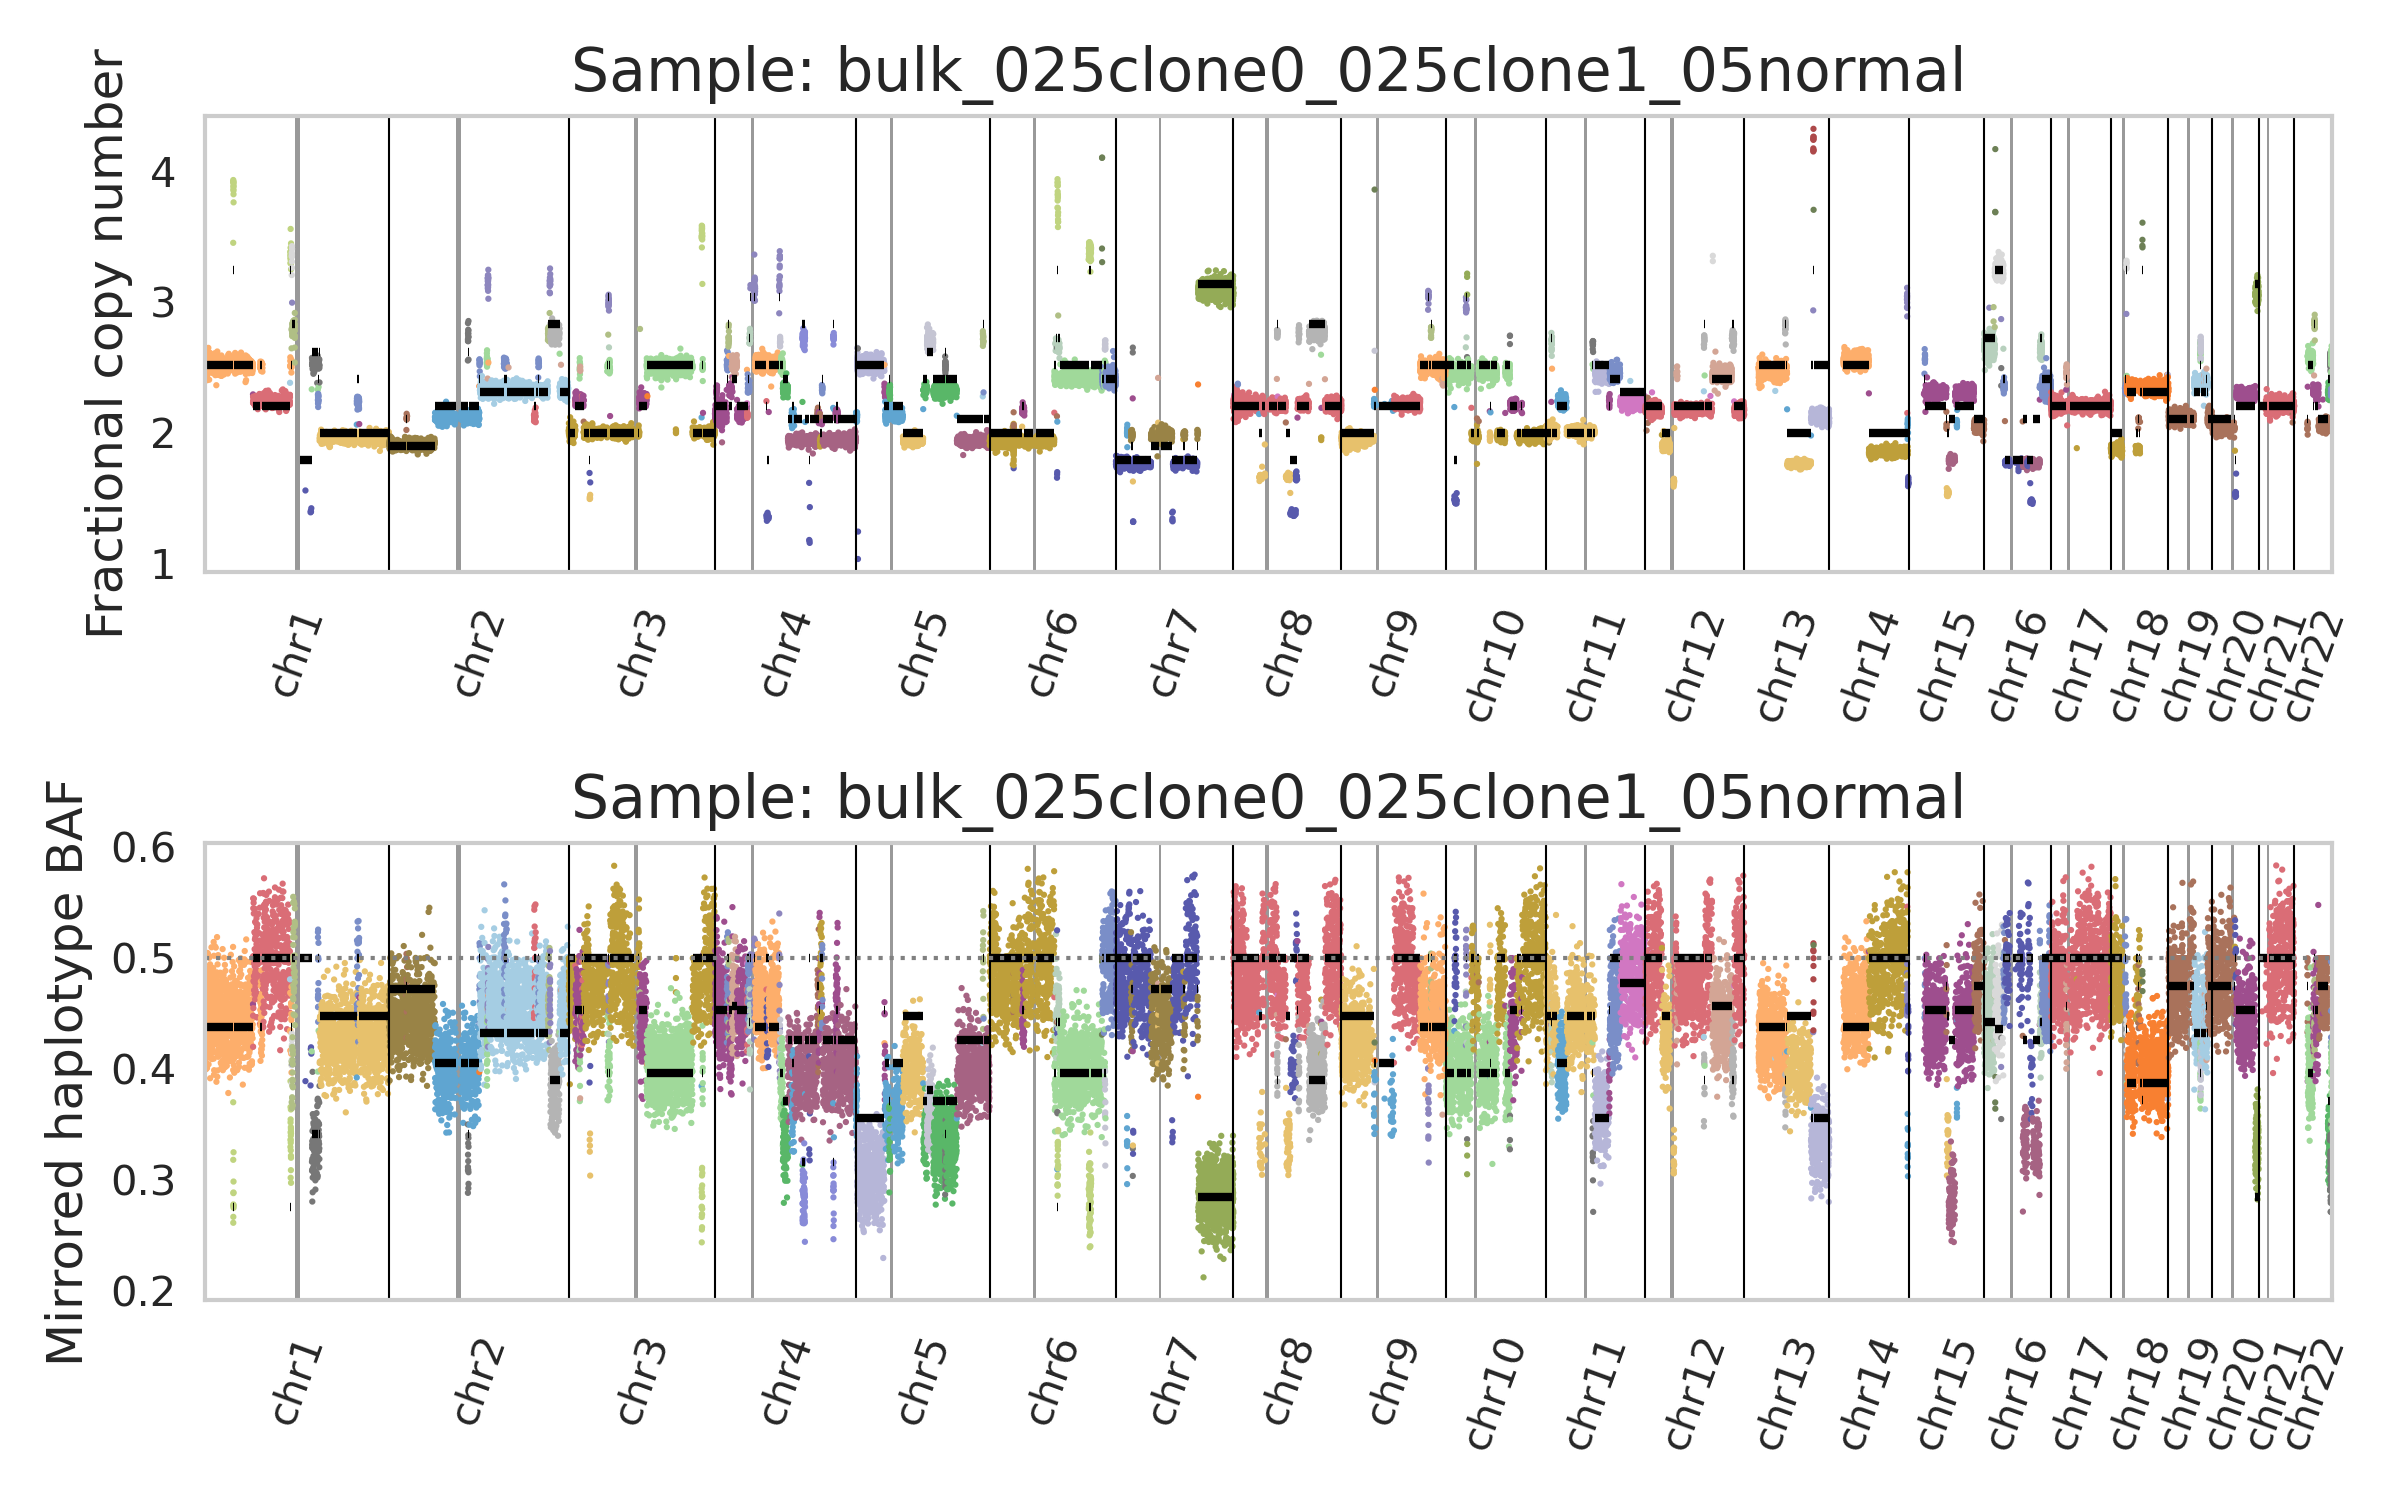 Sample: bulk_025clone0_025clone1_05normal
Fractional copy number
4
3
2
1
chr1 chr2 chr3 chr4 chr5 chr6 chr7 chr8 chr9 chr10 chr11 chr12 chr13 chr14 chr15 chr16 chr17 chr18 chr19 chr20 chr21 chr22
Sample: bulk_025clone0_025clone1_05normal
Mirrored haplotype BAF
0.6
0.5
0.4
0.3
0.2
chr1 chr2 chr3 chr4 chr5 chr6 chr7 chr8 chr9 chr10 chr11 chr12 chr13 chr14 chr15 chr16 chr17 chr18 chr19 chr20 chr21 chr22